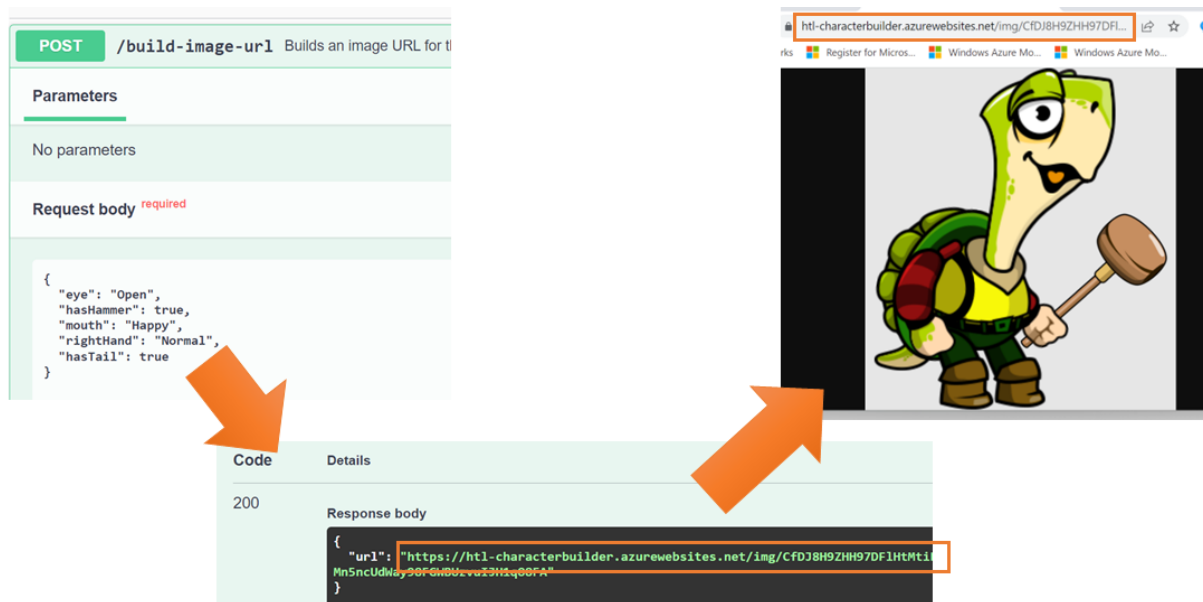 POST /build-image-url Builds an image URL for t
Parameters
No parameters
Request body required
{
"eye": "Open",
"hasHammer": true,
"mouth": "Happy",
"rightHand": "Normal",
"hasTail": true
}
Code Details
200
Response body
{
"url": "https://htl-characterbuilder.azurewebsites.net/img/CfDJ8H9ZHH97DFlHtMti
}
htl-characterbuilder.azurewebsites.net/img/CfDJ8H9ZHH97DFl...
rks Register for Micros... Windows Azure Mo... Windows Azure Mo...